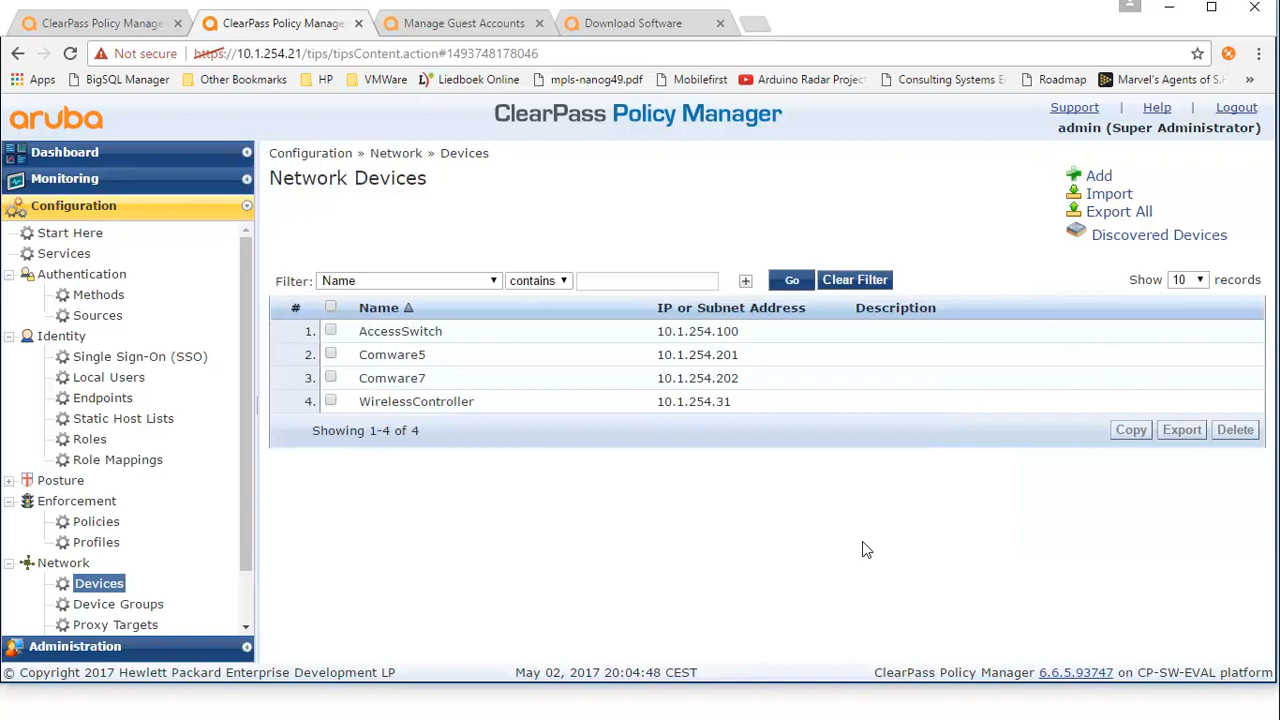 ClearPass Policy Manage
ClearPass Policy Manage
Manage Guest Accounts
Download Software
Not secure
https://10.1.254.21/tips/tipsContent.action#1493748178046
Apps
BigSQL Manager
Other Bookmarks
HP
VMWare
Lijstboek Online
mpls-nanog49.pdf
Mobilefirst
Arduino Radar Projec
Consulting Systems En
Roadmap
Marvel's Agents of S.H
»
aruba
ClearPass Policy Manager
Support | Help | Logout
admin (Super Administrator)
Dashboard
Monitoring
Configuration
Start Here
Services
Authentication
Methods
Sources
Identity
Single Sign-On (SSO)
Local Users
Endpoints
Static Host Lists
Roles
Role Mappings
Posture
Enforcement
Policies
Profiles
Network
Devices
Device Groups
Proxy Targets
Administration
Configuration » Network » Devices
Network Devices
Add
Import
Export All
Discovered Devices
Filter: Name contains Go Clear Filter Show 10 records
# Name IP or Subnet Address Description
1. AccessSwitch 10.1.254.100
2. Comware5 10.1.254.201
3. Comware7 10.1.254.202
4. WirelessController 10.1.254.31
Showing 1-4 of 4 Copy Export Delete
© Copyright 2017 Hewlett Packard Enterprise Development LP May 02, 2017 20:04:48 CEST ClearPass Policy Manager 6.6.5.93747 on CP-SW-EVAL platform